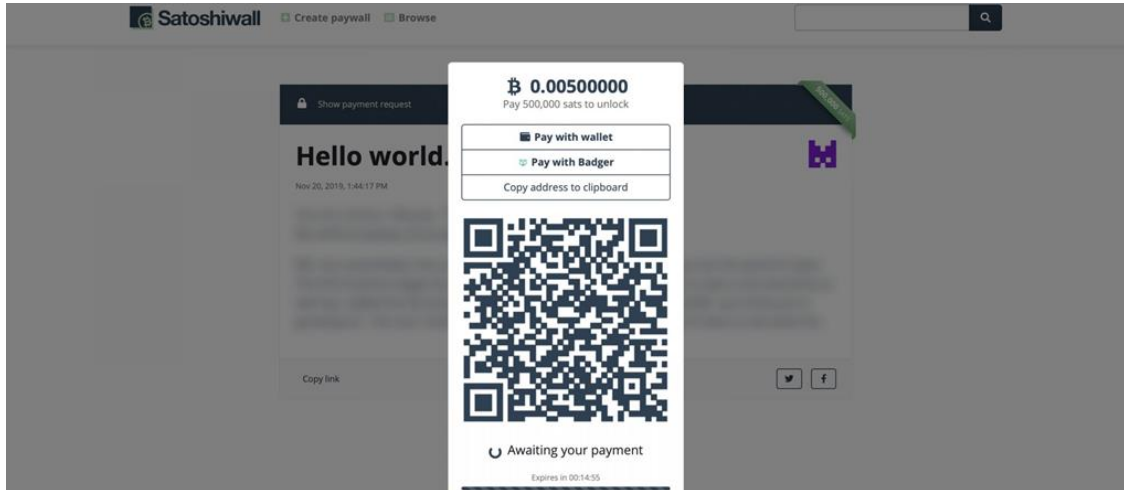 Satoshiwall Create paywall Browse
₿ 0.00500000
Pay 500,000 sats to unlock
Show payment request
Pay with wallet
Pay with Badger
Copy address to clipboard
Hello world.
Nov 20, 2019, 1:44:17 PM
Copy link
Awaiting your payment
Expires in 00:14:55